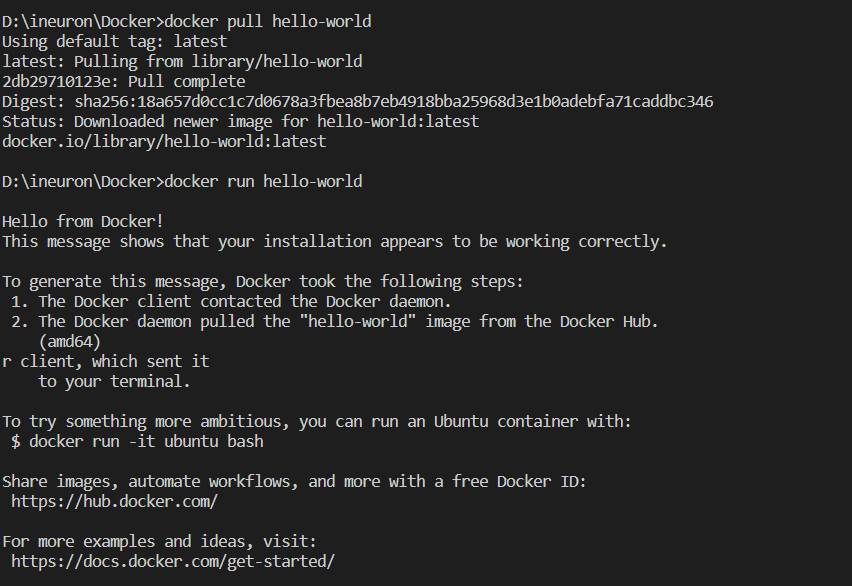 D:\ineuron\Docker>docker pull hello-world
Using default tag: latest
latest: Pulling from library/hello-world
2db29710123e: Pull complete
Digest: sha256:18a657d0cc1c7d0678a3fbea8b7eb4918bba25968d3e1b0adebfa71caddbc346
Status: Downloaded newer image for hello-world:latest
docker.io/library/hello-world:latest

D:\ineuron\Docker>docker run hello-world

Hello from Docker!
This message shows that your installation appears to be working correctly.

To generate this message, Docker took the following steps:
 1. The Docker client contacted the Docker daemon.
 2. The Docker daemon pulled the "hello-world" image from the Docker Hub.
    (amd64)
r client, which sent it
    to your terminal.

To try something more ambitious, you can run an Ubuntu container with:
 $ docker run -it ubuntu bash

Share images, automate workflows, and more with a free Docker ID:
 https://hub.docker.com/

For more examples and ideas, visit:
 https://docs.docker.com/get-started/